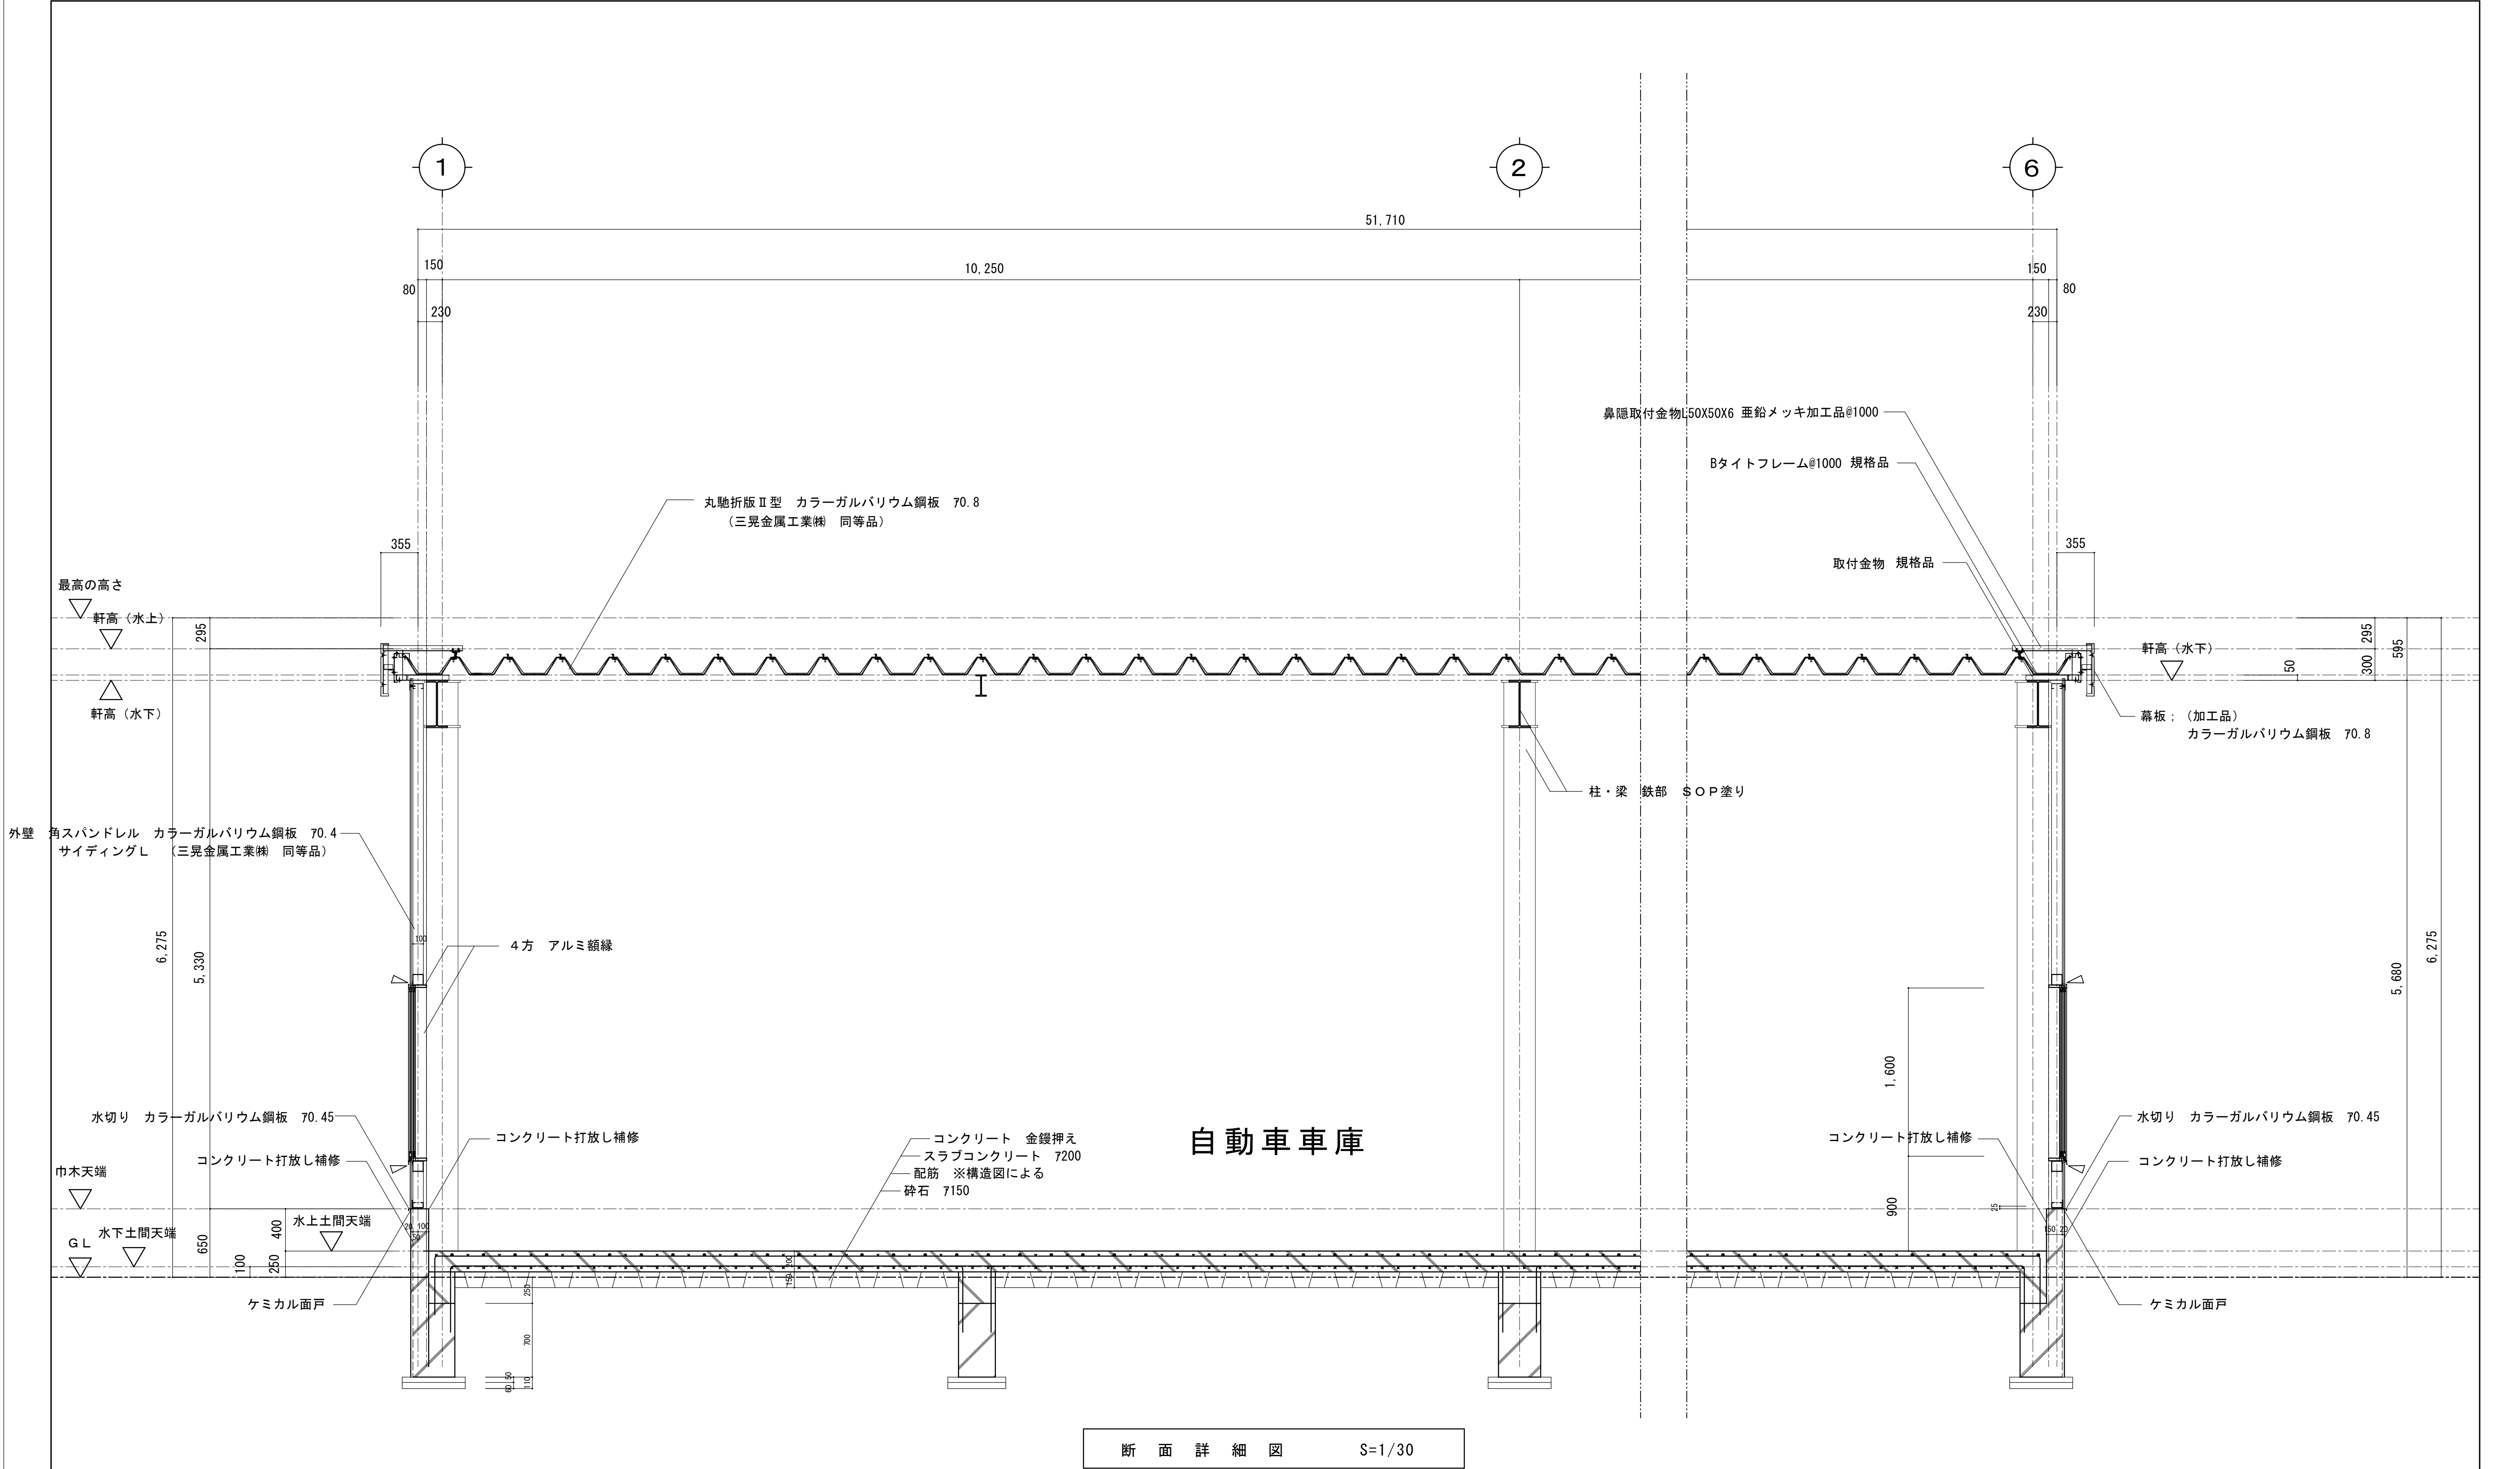 1
2
6
51,710
150
10,250
150
80
80
230
230
鼻隠取付金物L50X50X6 亜鉛メッキ加工品@1000
Bタイトフレーム@1000 規格品
丸馳折版Ⅱ型 カラーガルバリウム鋼板 ｱ0.8
(三晃金属工業㈱ 同等品)
355
355
取付金物 規格品
最高の高さ
軒高(水上)
295
295
595
軒高(水下)
50
300
軒高(水下)
幕板;(加工品)
カラーガルバリウム鋼板 ｱ0.8
柱・梁 鉄部 SOP塗り
外壁 角スパンドレル カラーガルバリウム鋼板 ｱ0.4
サイディングL (三晃金属工業㈱ 同等品)
100
4方 アルミ額縁
6,275
5,330
5,680
6,275
1,600
水切り カラーガルバリウム鋼板 ｱ0.45
水切り カラーガルバリウム鋼板 ｱ0.45
コンクリート打放し補修
コンクリート打放し補修
コンクリート 金鏝押え
スラブコンクリート ｱ200
配筋 ※構造図による
砕石 ｱ150
自動車車庫
コンクリート打放し補修
コンクリート打放し補修
巾木天端
900
25
水上土間天端
水下土間天端
GL
400
650
100
250
20
100
150
20
200
150
250
ケミカル面戸
ケミカル面戸
700
50
60
110
断面詳細図 S=1/30